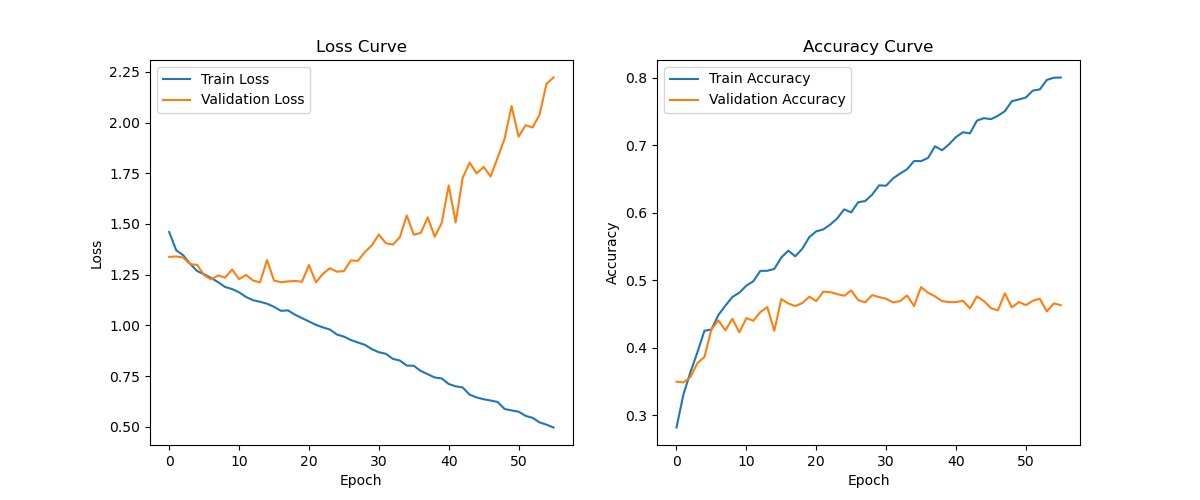 Loss Curve
Train Loss
Validation Loss
2.25
2.00
1.75
1.50
1.25
1.00
0.75
0.50
Loss
0
10
20
30
40
50
Epoch
Accuracy Curve
Train Accuracy
Validation Accuracy
0.8
0.7
0.6
0.5
0.4
0.3
Accuracy
0
10
20
30
40
50
Epoch